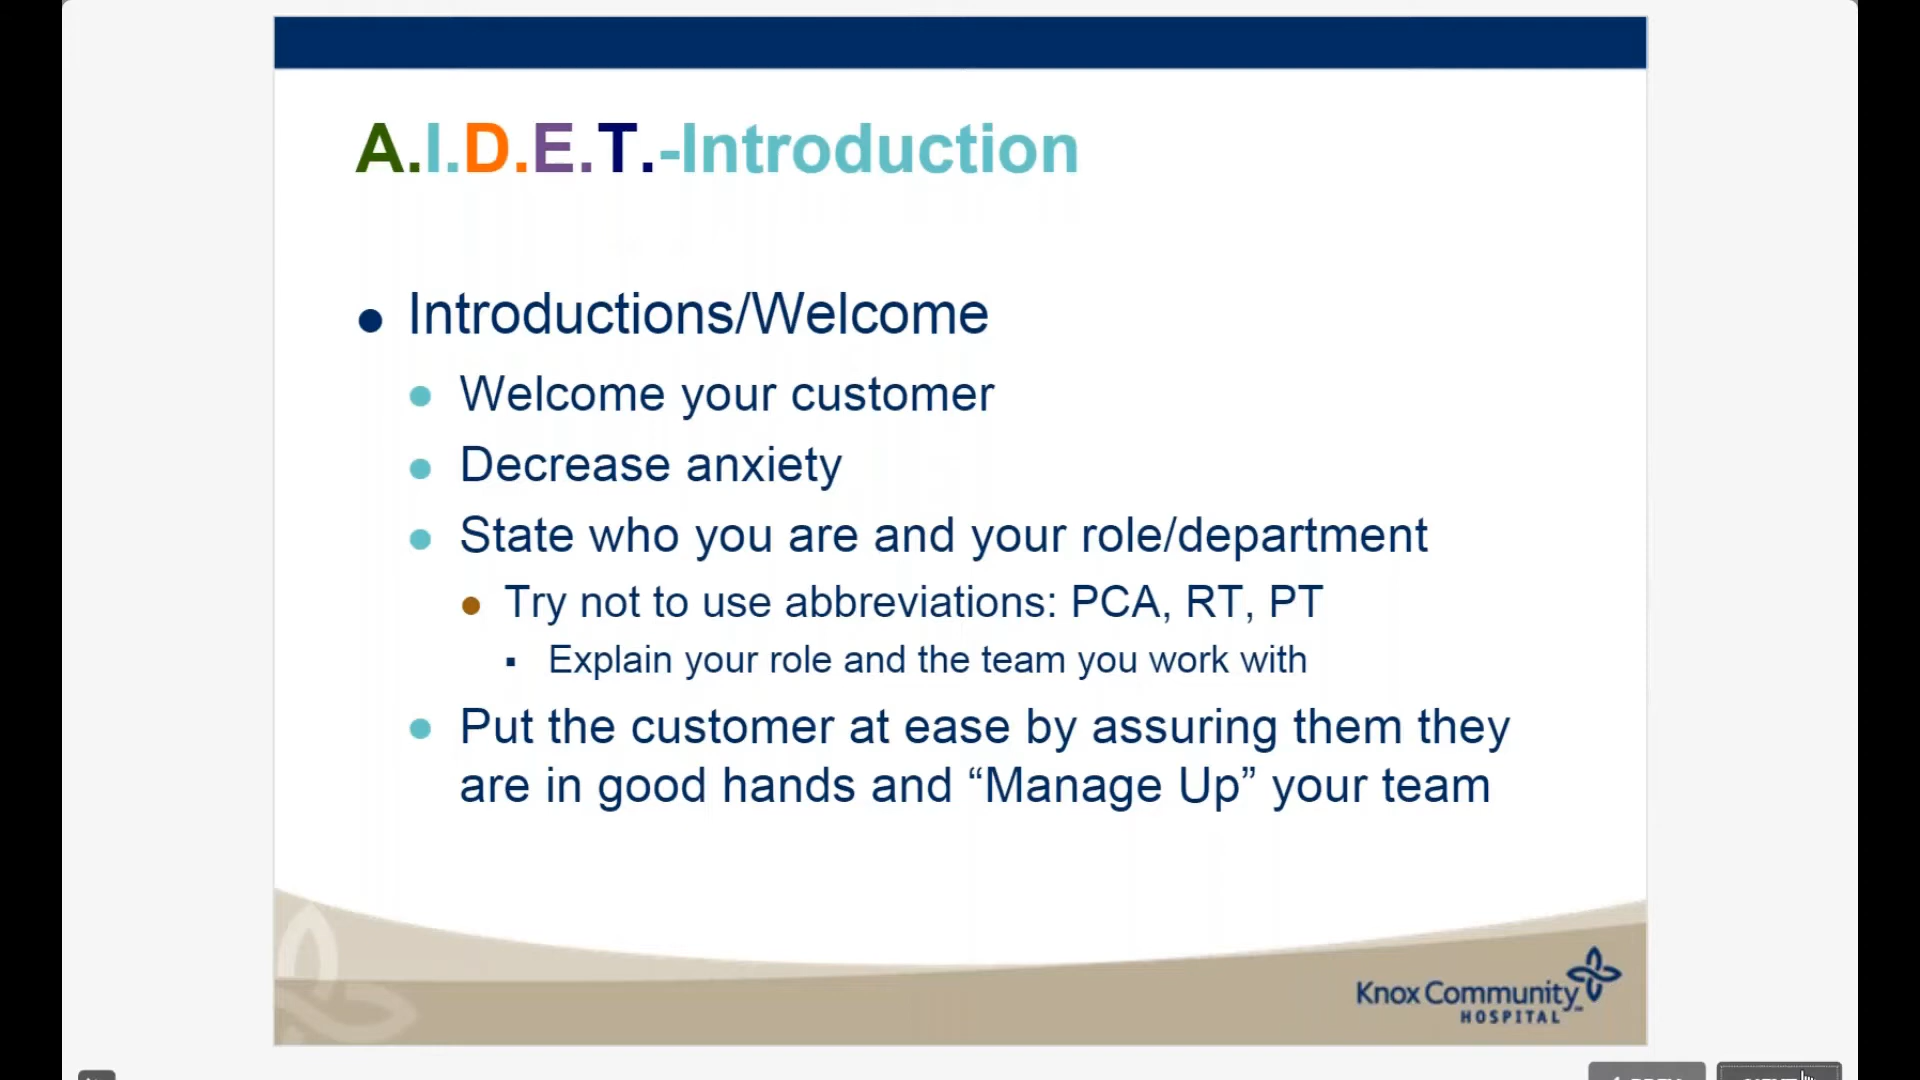 A.I.D.E.T.-Introduction
Introductions/Welcome
Welcome your customer
Decrease anxiety
State who you are and your role/department
Try not to use abbreviations: PCA, RT, PT
Explain your role and the team you work with
Put the customer at ease by assuring them they
are in good hands and “Manage Up” your team
Knox Community
HOSPITAL